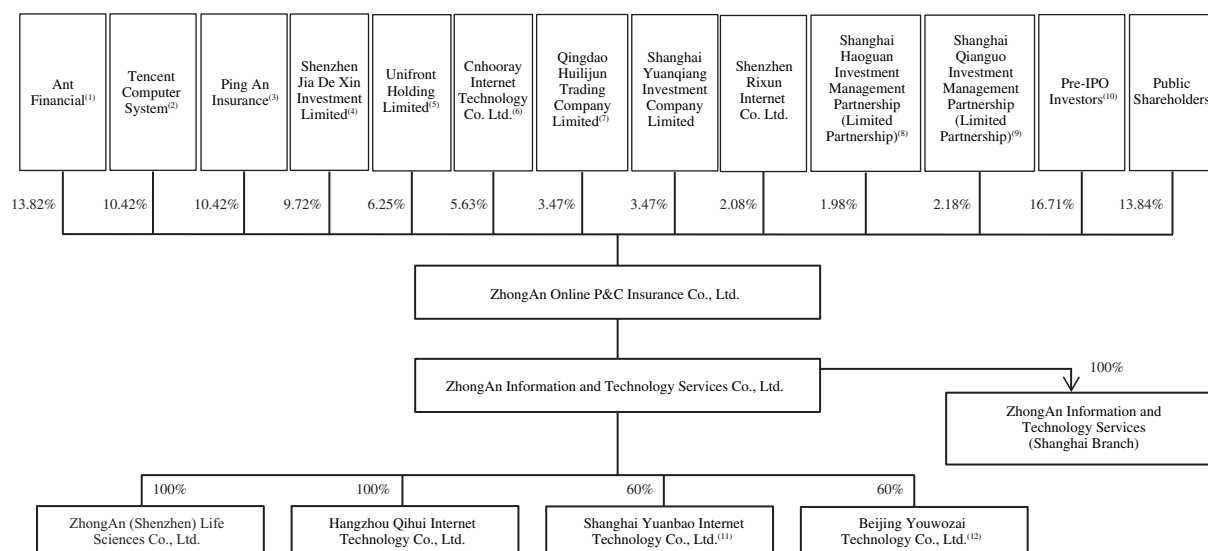 Ant
Financial(1)
Tencent
Computer
System(2)
Ping An
Insurance(3)
Shenzhen
Jia De Xin
Investment
Limited(4)
Unifront
Holding
Limited(5)
Cnhooray
Internet
Technology
Co. Ltd.(6)
Qingdao
Huilijun
Trading
Company
Limited(7)
Shanghai
Yuanqiang
Investment
Company
Limited
Shenzhen
Rixun
Internet
Co. Ltd.
Shanghai
Haoguan
Investment
Management
Partnership
(Limited
Partnership)(8)
Shanghai
Qianguo
Investment
Management
Partnership
(Limited
Partnership)(9)
Pre-IPO
Investors(10)
Public
Shareholders
13.82%
10.42%
10.42%
9.72%
6.25%
5.63%
3.47%
3.47%
2.08%
1.98%
2.18%
16.71%
13.84%
ZhongAn Online P&C Insurance Co., Ltd.
ZhongAn Information and Technology Services Co., Ltd.
100%
ZhongAn Information and
Technology Services
(Shanghai Branch)
100%
100%
60%
60%
ZhongAn (Shenzhen) Life
Sciences Co., Ltd.
Hangzhou Qihui Internet
Technology Co., Ltd.
Shanghai Yuanbao Internet
Technology Co., Ltd.(11)
Beijing Youwozai
Technology Co., Ltd.(12)